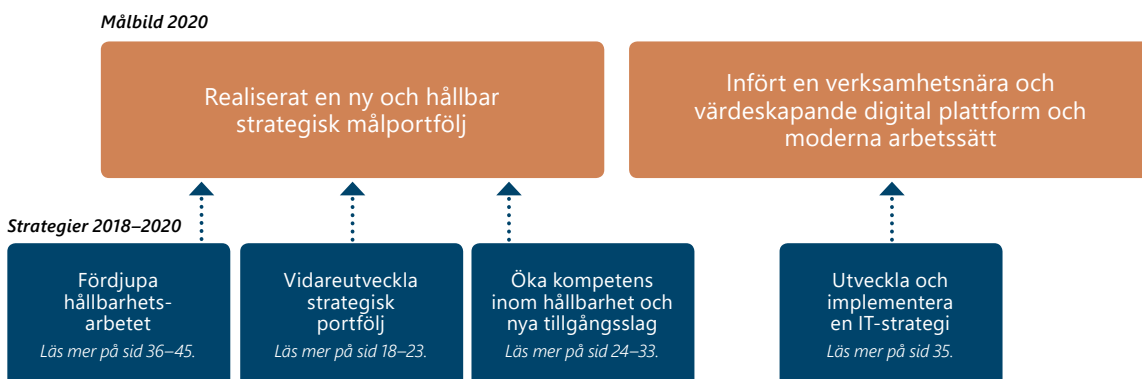 Målbild 2020
Realiserat en ny och hållbar
strategisk målportfölj
Infört en verksamhetsnära och
värdeskapande digital plattform och
moderna arbetssätt
Strategier 2018–2020
Fördjupa
hållbarhets-
arbetet
Läs mer på sid 36–45.
Vidareutveckla
strategisk
portfölj
Läs mer på sid 18–23.
Öka kompetens
inom hållbarhet och
nya tillgångsslag
Läs mer på sid 24–33.
Utveckla och
implementera
en IT-strategi
Läs mer på sid 35.